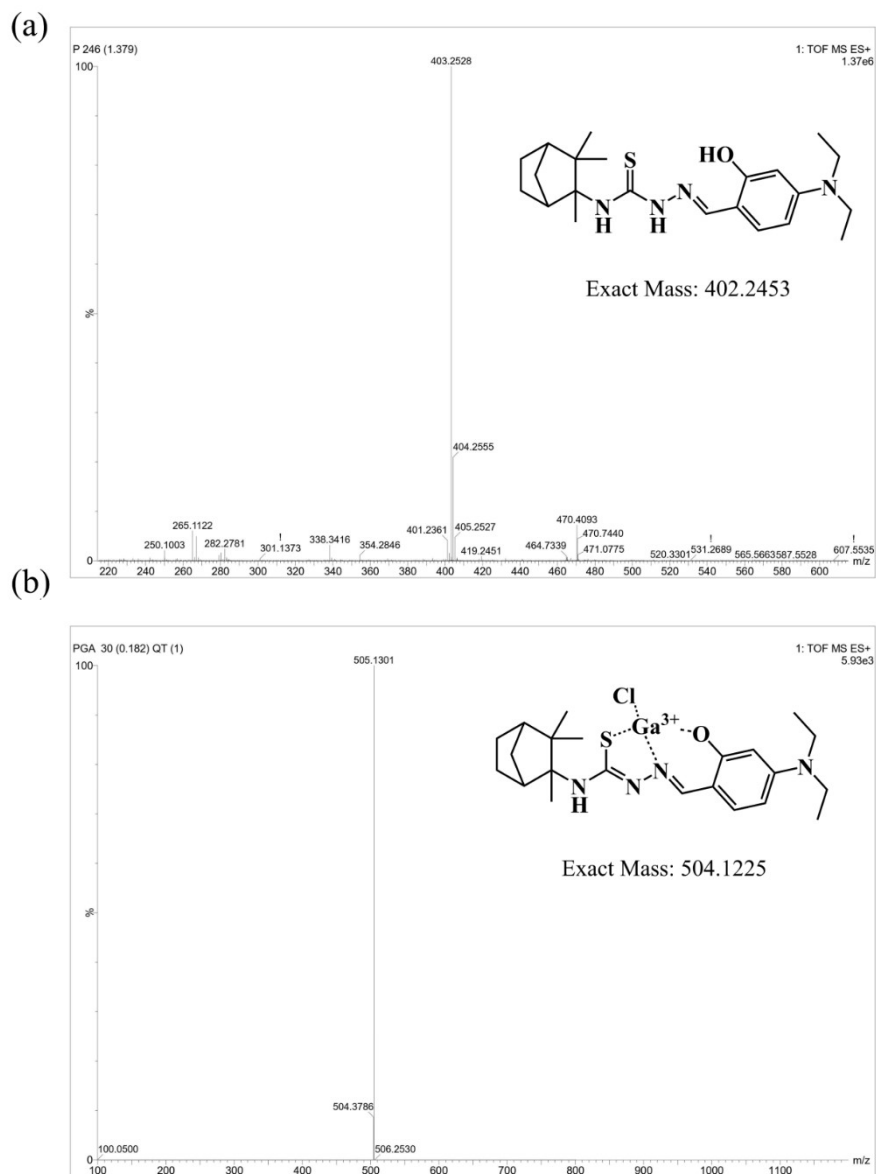 (a)
P 246 (1.379)
1: TOF MS ES+
1.37e6
100
403.2528
S
HO
N
N
N
N
H
H
Exact Mass: 402.2453
%
404.2555
265.1122
250.1003
282.2781
301.1373
338.3416
354.2846
401.2361
405.2527
419.2451
470.4093
464.7339
470.7440
471.0775
520.3301
531.2689
565.5663
587.5528
607.5535
0
m/z
220 240 260 280 300 320 340 360 380 400 420 440 460 480 500 520 540 560 580 600
(b)
PGA 30 (0.182) QT (1)
1: TOF MS ES+
5.93e3
100
505.1301
Cl
Ga3+
S
O
N
N
N
N
H
Exact Mass: 504.1225
%
504.3786
100.0500
506.2530
0
m/z
100 200 300 400 500 600 700 800 900 1000 1100